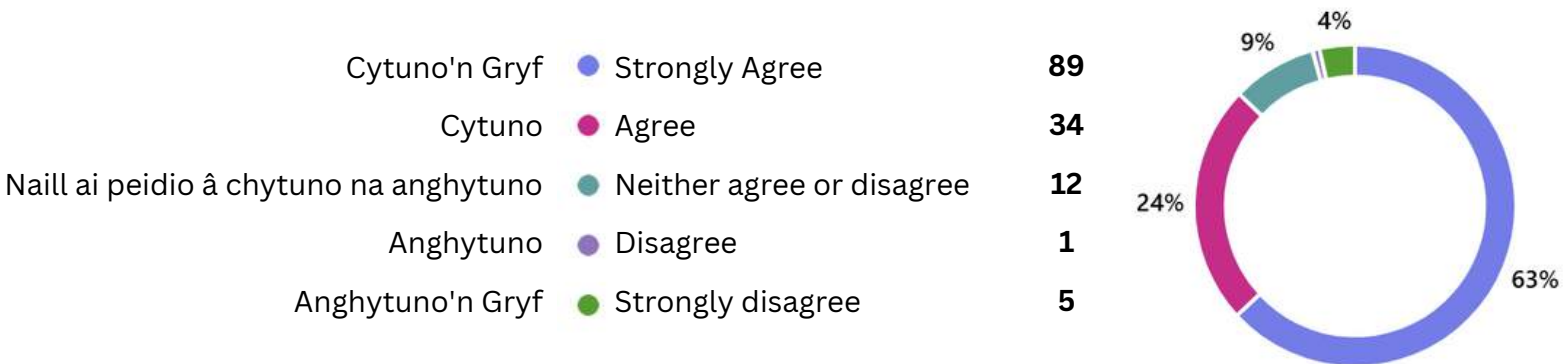 Cytuno'n Gryf Strongly Agree 89
Cytuno Agree 34
Naill ai peidio â chytuno na anghytuno Neither agree or disagree 12
Anghytuno Disagree 1
Anghytuno'n Gryf Strongly disagree 5
4%
9%
24%
63%